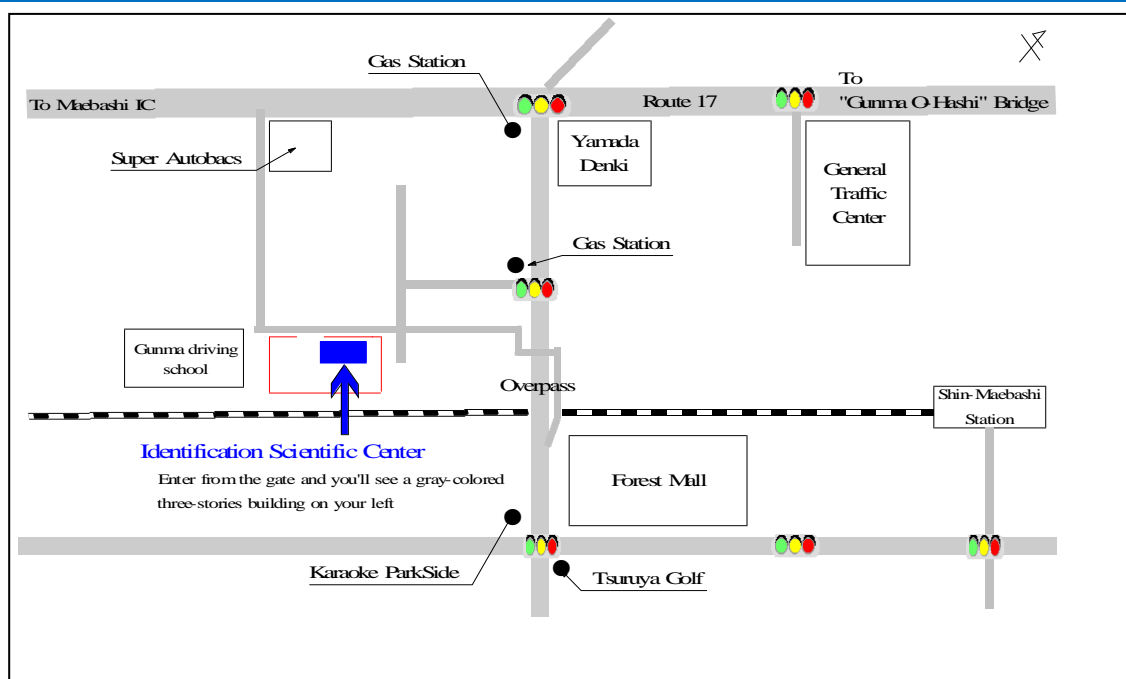 Gas Station
To Maebashi IC
Route 17
To
"Gunma O-Hashi" Bridge
Super Autobacs
Yamada
Denki
General
Traffic
Center
Gas Station
Gunma driving
school
Overpass
Shin-Maebashi
Station
Identification Scientific Center
Enter from the gate and you'll see a gray-colored
three-stories building on your left
Forest Mall
Karaoke ParkSide
Tsuruya Golf